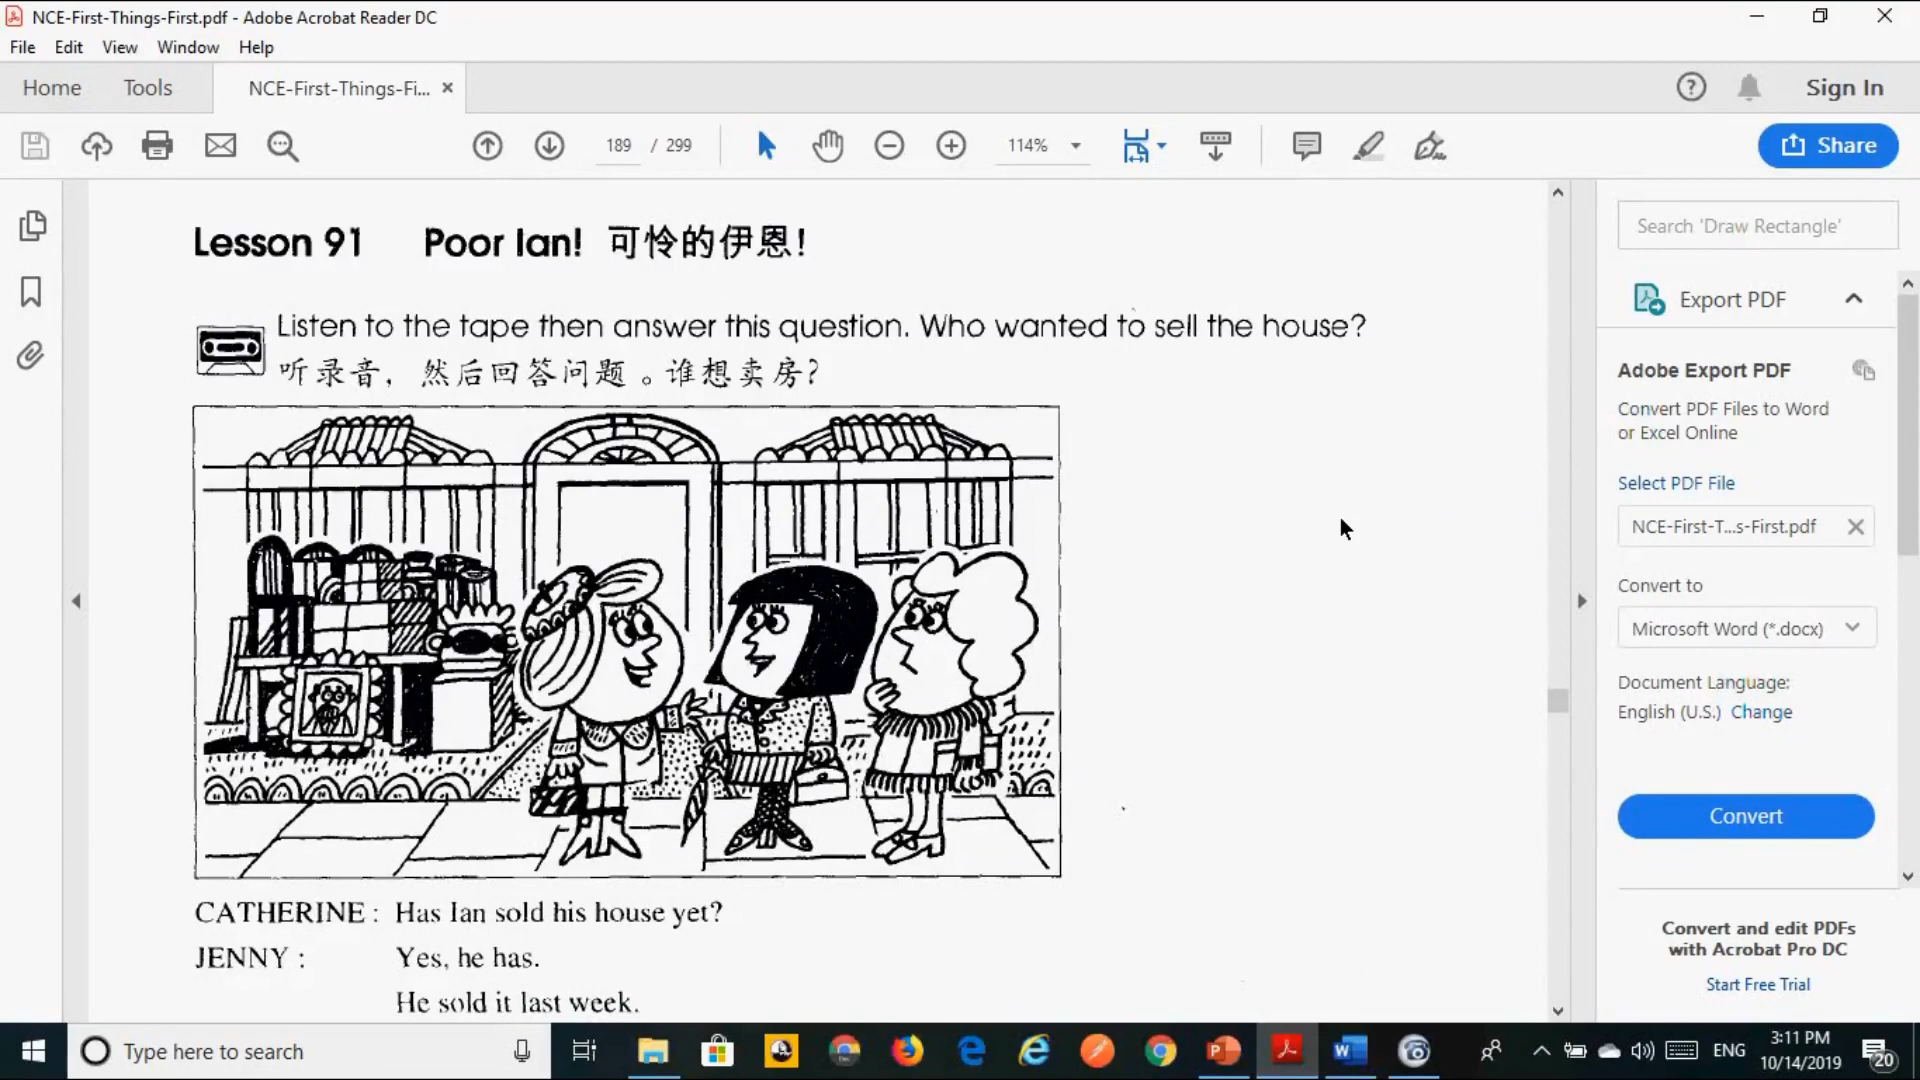 NCE-First-Things-First.pdf - Adobe Acrobat Reader DC
File Edit View Window Help
Home Tools NCE-First-Things-Fi... × Sign In
189 / 299 114% Share
Search 'Draw Rectangle'
Export PDF
Adobe Export PDF
Convert PDF Files to Word
or Excel Online
Select PDF File
NCE-First-T...s-First.pdf
Convert to
Microsoft Word (*.docx)
Document Language:
English (U.S.) Change
Convert
Convert and edit PDFs
with Acrobat Pro DC
Start Free Trial
Lesson 91 Poor Ian! 可怜的伊恩!
Listen to the tape then answer this question. Who wanted to sell the house?
听录音, 然后回答问题。谁想卖房?
CATHERINE: Has Ian sold his house yet?
JENNY: Yes, he has.
He sold it last week.
Type here to search
ENG
3:11 PM
10/14/2019
20